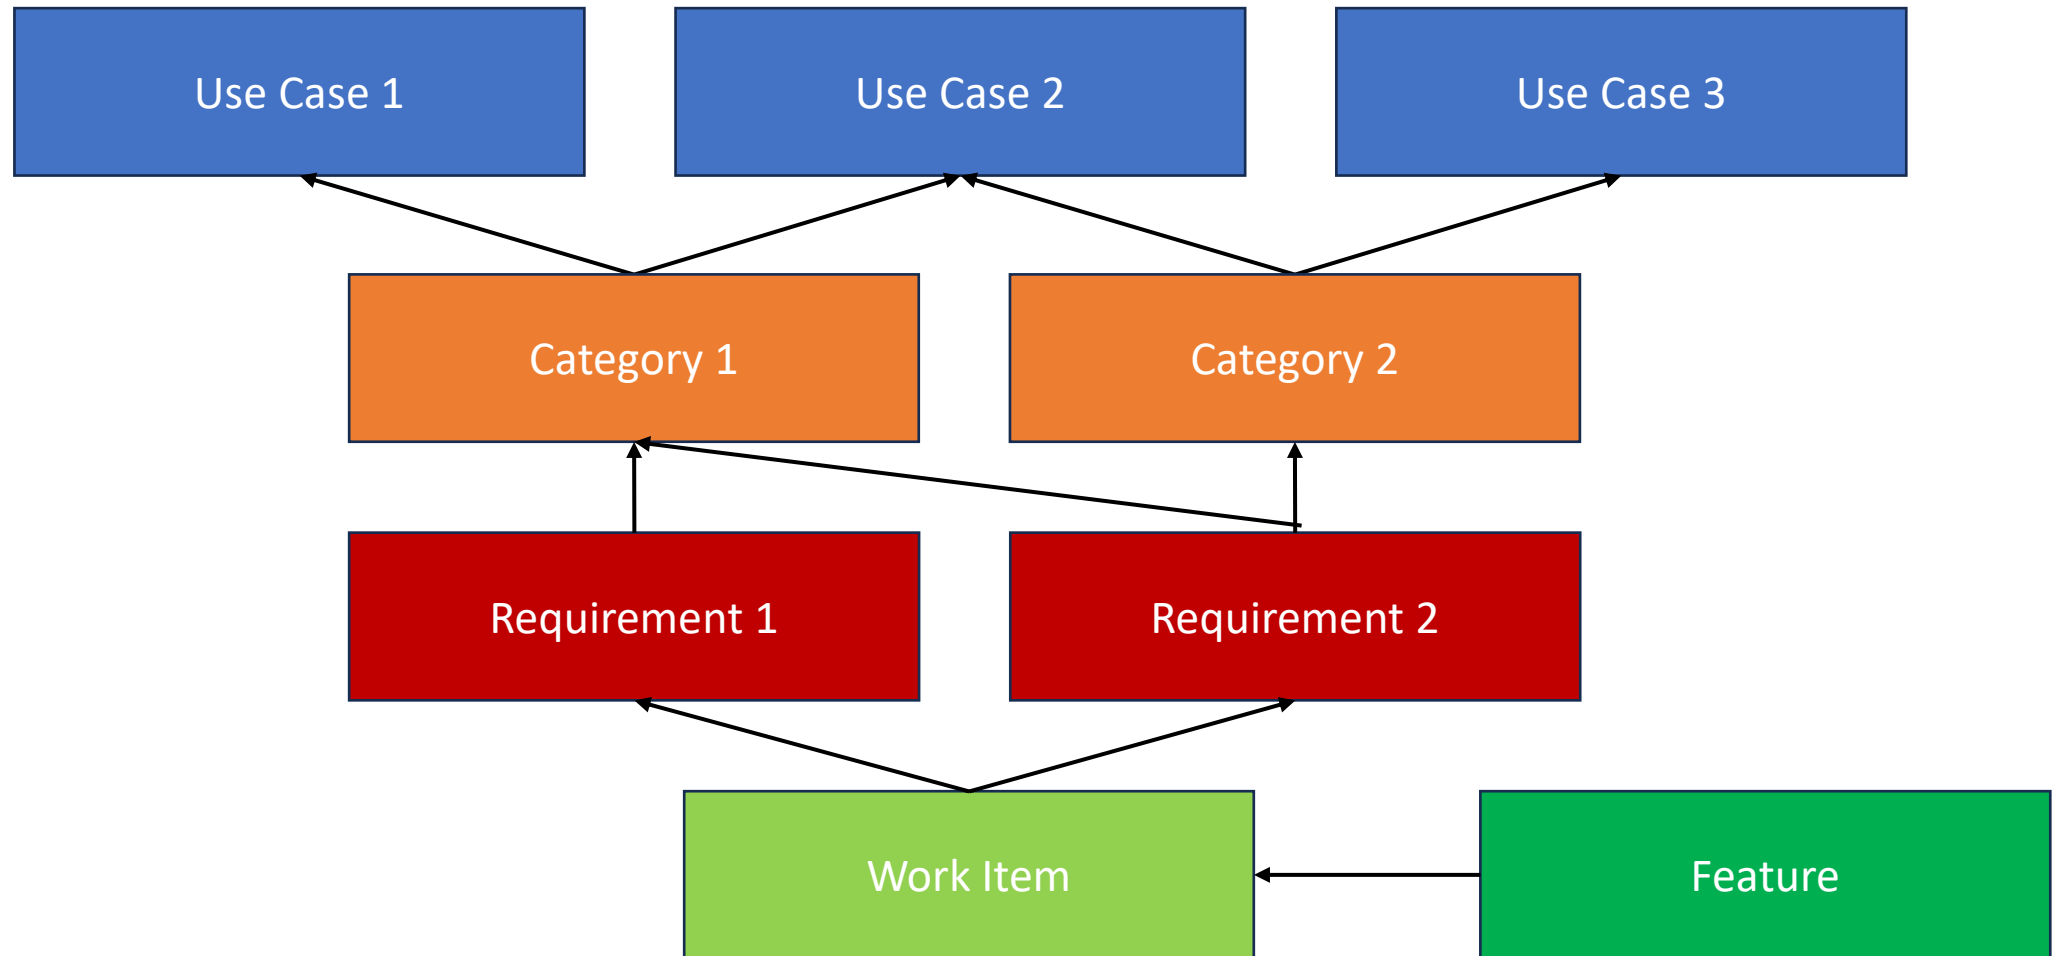 Use Case 1
Use Case 2
Use Case 3
Category 1
Category 2
Requirement 1
Requirement 2
Work Item
Feature